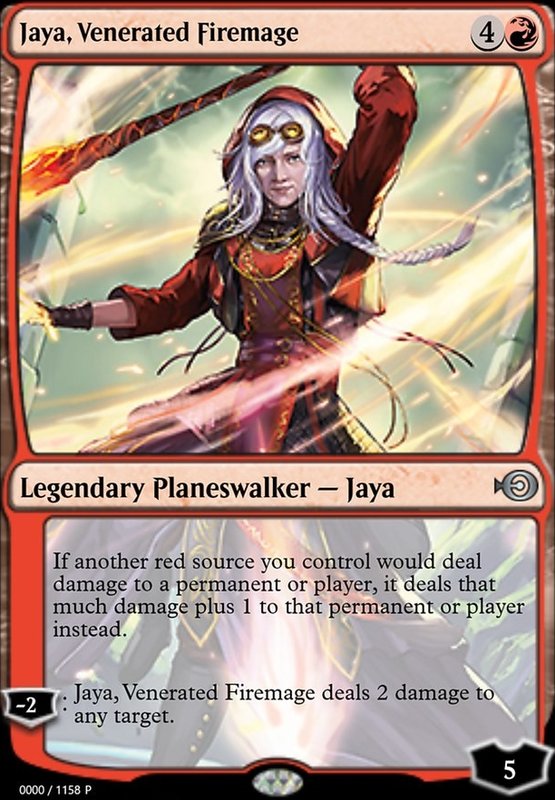 Jaya, Venerated Firemage 4
Legendary Planeswalker — Jaya
If another red source you control would deal
damage to a permanent or player, it deals that
much damage plus 1 to that permanent or player
instead.
-2 : Jaya, Venerated Firemage deals 2 damage to
any target.
5
0000 / 1158 P